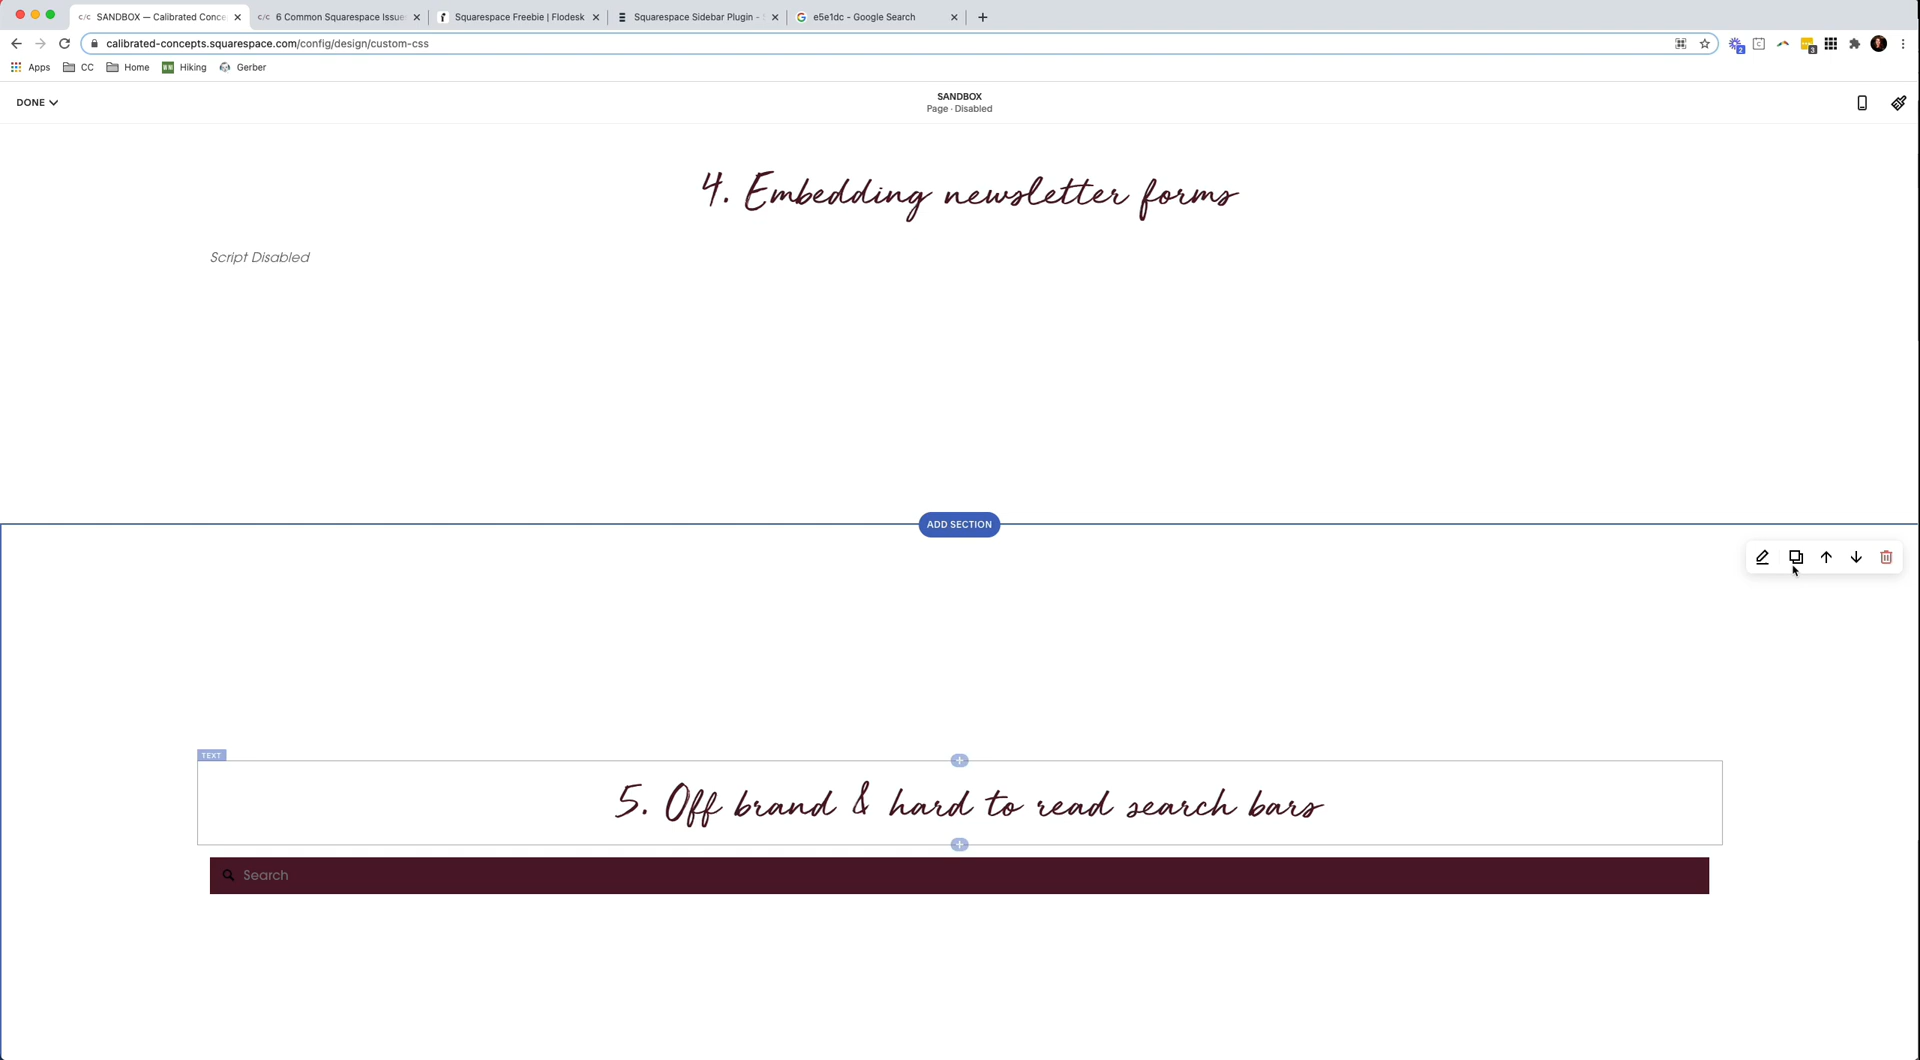 SANDBOX — Calibrated Conce
6 Common Squarespace Issue
Squarespace Freebie | Flodesk
Squarespace Sidebar Plugin -
e5e1dc - Google Search
calibrated-concepts.squarespace.com/config/design/custom-css
Apps
CC
Home
Hiking
Gerber
DONE
SANDBOX
Page · Disabled
4. Embedding newsletter forms
Script Disabled
ADD SECTION
TEXT
5. Off brand & hard to read search bars
Search